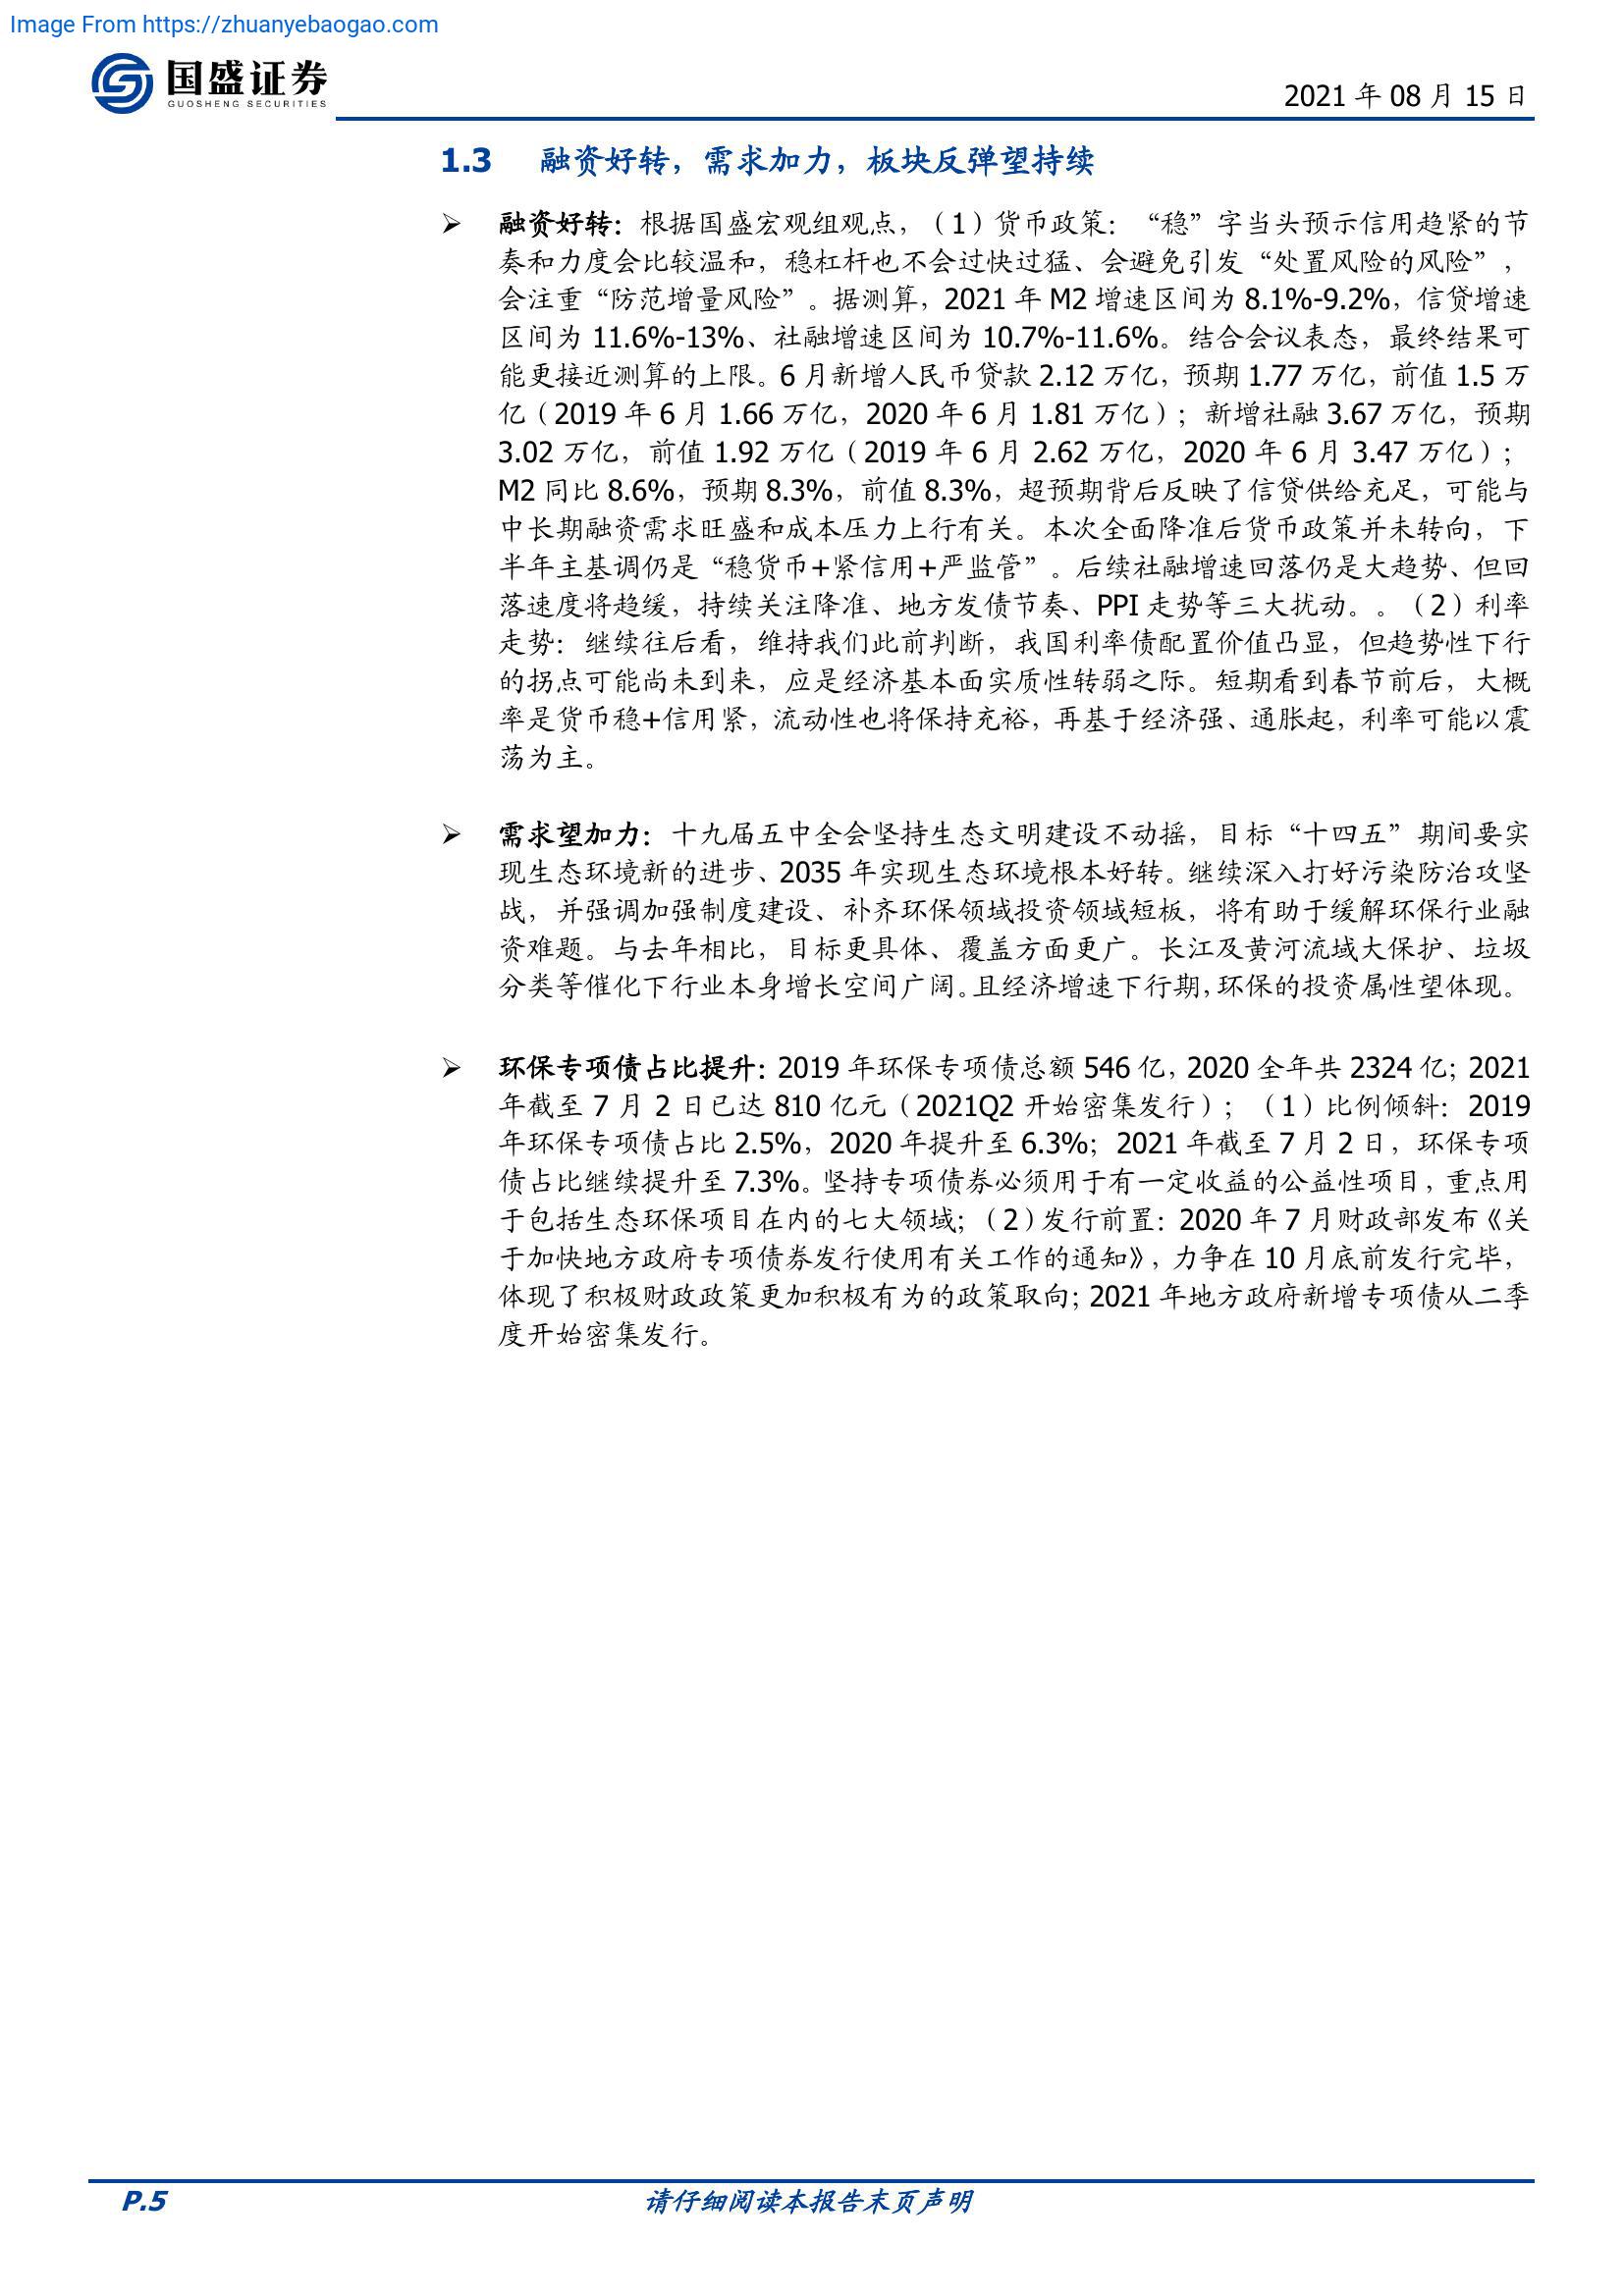 Image From https://zhuanyebaogao.com
国盛证券
GUOSHENG SECURITIES
2021 年 08 月 15 日
1.3 融资好转，需求加力，板块反弹望持续
➢ 融资好转：根据国盛宏观组观点，（1）货币政策：“稳”字当头预示信用趋紧的节
奏和力度会比较温和，稳杠杆也不会过快过猛、会避免引发“处置风险的风险”，
会注重“防范增量风险”。据测算，2021 年 M2 增速区间为 8.1%-9.2%，信贷增速
区间为 11.6%-13%、社融增速区间为 10.7%-11.6%。结合会议表态，最终结果可
能更接近测算的上限。6 月新增人民币贷款 2.12 万亿，预期 1.77 万亿，前值 1.5 万
亿（2019 年 6 月 1.66 万亿，2020 年 6 月 1.81 万亿）；新增社融 3.67 万亿，预期
3.02 万亿，前值 1.92 万亿（2019 年 6 月 2.62 万亿，2020 年 6 月 3.47 万亿）；
M2 同比 8.6%，预期 8.3%，前值 8.3%，超预期背后反映了信贷供给充足，可能与
中长期融资需求旺盛和成本压力上行有关。本次全面降准后货币政策并未转向，下
半年主基调仍是“稳货币+紧信用+严监管”。后续社融增速回落仍是大趋势、但回
落速度将趋缓，持续关注降准、地方发债节奏、PPI 走势等三大扰动。。（2）利率
走势：继续往后看，维持我们此前判断，我国利率债配置价值凸显，但趋势性下行
的拐点可能尚未到来，应是经济基本面实质性转弱之际。短期看到春节前后，大概
率是货币稳+信用紧，流动性也将保持充裕，再基于经济强、通胀起，利率可能以震
荡为主。
➢ 需求望加力：十九届五中全会坚持生态文明建设不动摇，目标“十四五”期间要实
现生态环境新的进步、2035 年实现生态环境根本好转。继续深入打好污染防治攻坚
战，并强调加强制度建设、补齐环保领域投资领域短板，将有助于缓解环保行业融
资难题。与去年相比，目标更具体、覆盖方面更广。长江及黄河流域大保护、垃圾
分类等催化下行业本身增长空间广阔。且经济增速下行期，环保的投资属性望体现。
➢ 环保专项债占比提升：2019 年环保专项债总额 546 亿，2020 全年共 2324 亿；2021
年截至 7 月 2 日已达 810 亿元（2021Q2 开始密集发行）；（1）比例倾斜：2019
年环保专项债占比 2.5%，2020 年提升至 6.3%；2021 年截至 7 月 2 日，环保专项
债占比继续提升至 7.3%。坚持专项债券必须用于有一定收益的公益性项目，重点用
于包括生态环保项目在内的七大领域；（2）发行前置：2020 年 7 月财政部发布《关
于加快地方政府专项债券发行使用有关工作的通知》，力争在 10 月底前发行完毕，
体现了积极财政政策更加积极有为的政策取向；2021 年地方政府新增专项债从二季
度开始密集发行。
P.5 请仔细阅读本报告末页声明